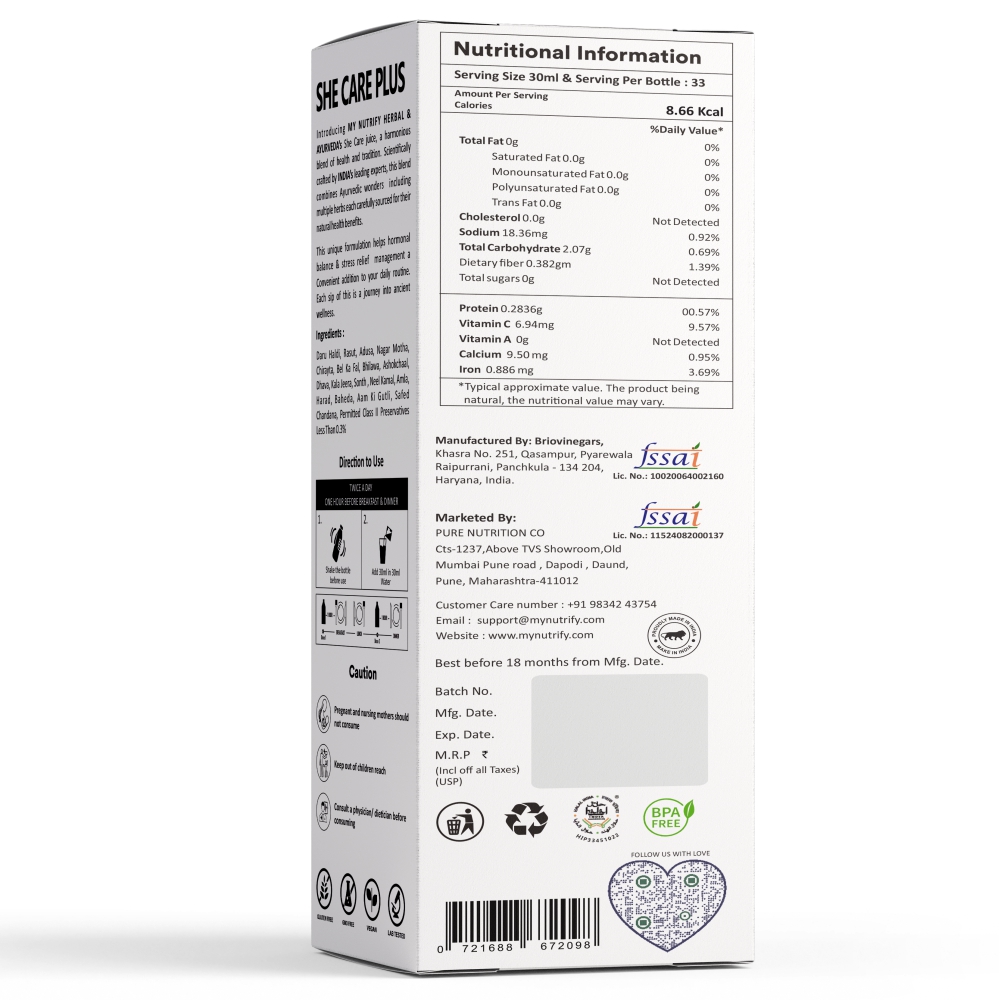 SHE CARE PLUS
Introducing MY NUTRIFY HERBAL &
AYURVEDA's She Care juice, a harmonious
blend of health and tradition. Scientifically
crafted by INDIA's leading experts, this blend
combines Ayurvedic wonders including
multiple herbs each carefully sourced for their
natural health benefits.
This unique formulation helps hormonal
balance & stress relief management a
Convenient addition to your daily routine.
Each sip of this is a journey into ancient
wellness.
Ingredients :
Daru Haldi, Rasut, Adusa, Nagar Motha,
Chirayta, Bel Ka Fal, Bhilawa, Ashokchaal,
Dhava, Kala Jeera, Sonth , Neel Kamal, Amla,
Harad, Baheda, Aam Ki Gutli, Safed
Chandana, Permitted Class II Preservatives
Less Than 0.3%
Direction to Use
TWICE A DAY
ONE HOUR BEFORE BREAKFAST & DINNER
1.
Shake the bottle
before use
2.
Add 30ml in 30ml
Water
Caution
Pregnant and nursing mothers should
not consume
Keep out of children reach
Consult a physician/ dietician before
consuming
GLUTEN FREE
GMO FREE
VEGAN
LAB TESTED
Nutritional Information
Serving Size 30ml & Serving Per Bottle : 33
Amount Per Serving
Calories 8.66 Kcal
%Daily Value*
Total Fat 0g 0%
Saturated Fat 0.0g 0%
Monounsaturated Fat 0.0g 0%
Polyunsaturated Fat 0.0g 0%
Trans Fat 0.0g 0%
Cholesterol 0.0g Not Detected
Sodium 18.36mg 0.92%
Total Carbohydrate 2.07g 0.69%
Dietary fiber 0.382gm 1.39%
Total sugars 0g Not Detected
Protein 0.2836g 00.57%
Vitamin C 6.94mg 9.57%
Vitamin A 0g Not Detected
Calcium 9.50 mg 0.95%
Iron 0.886 mg 3.69%
*Typical approximate value. The product being
natural, the nutritional value may vary.
Manufactured By: Briovinegars,
Khasra No. 251, Qasampur, Pyarewala
Raipurrani, Panchkula - 134 204,
Haryana, India.
fssai
Lic. No.: 10020064002160
Marketed By:
PURE NUTRITION CO
Cts-1237,Above TVS Showroom,Old
Mumbai Pune road , Dapodi , Daund,
Pune, Maharashtra-411012
fssai
Lic. No.: 11524082000137
Customer Care number : +91 98342 43754
Email : support@mynutrify.com
Website : www.mynutrify.com
PROUDLY MADE IN INDIA
MAKE IN INDIA
Best before 18 months from Mfg. Date.
Batch No.
Mfg. Date.
Exp. Date.
M.R.P ₹
(Incl off all Taxes)
(USP)
HIP33451022
BPA
FREE
FOLLOW US WITH LOVE
0 721688 672098